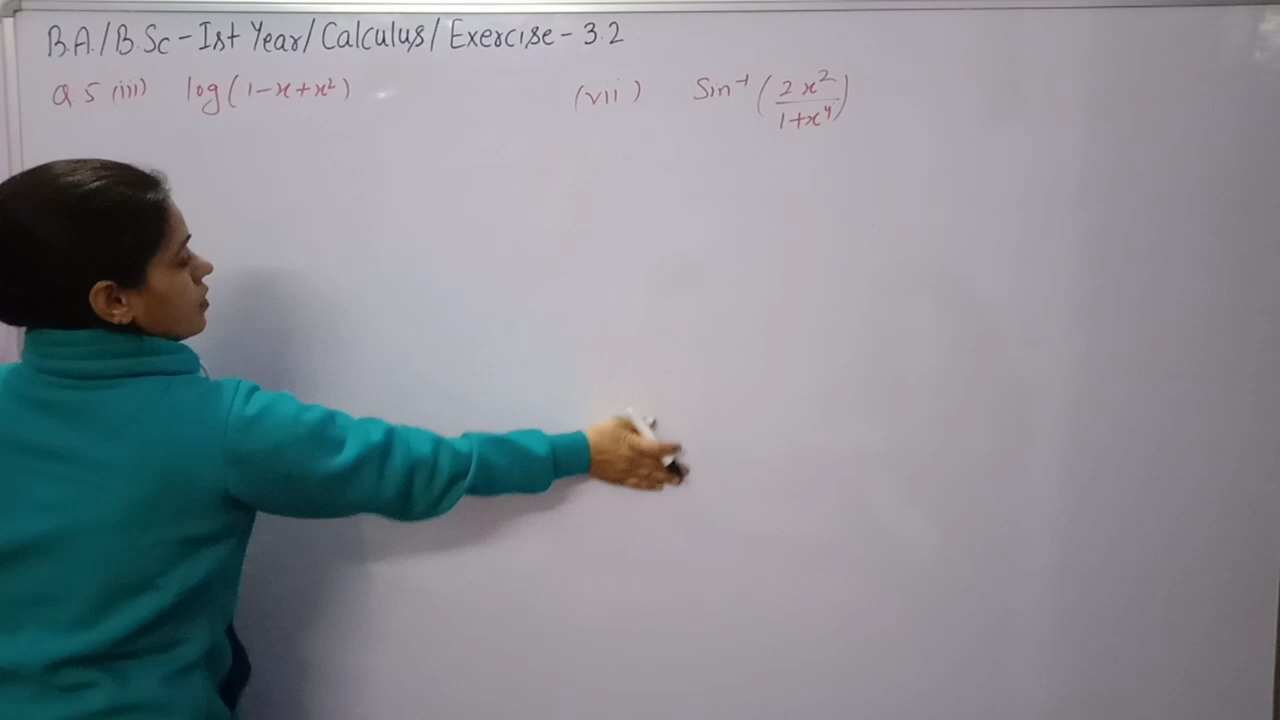 B.A./B.Sc - Ist Year/Calculus/Exercise - 3.2
Q 5 (iii) log(1-x+x²) (vii) Sin⁻¹(2x²/1+x⁴)